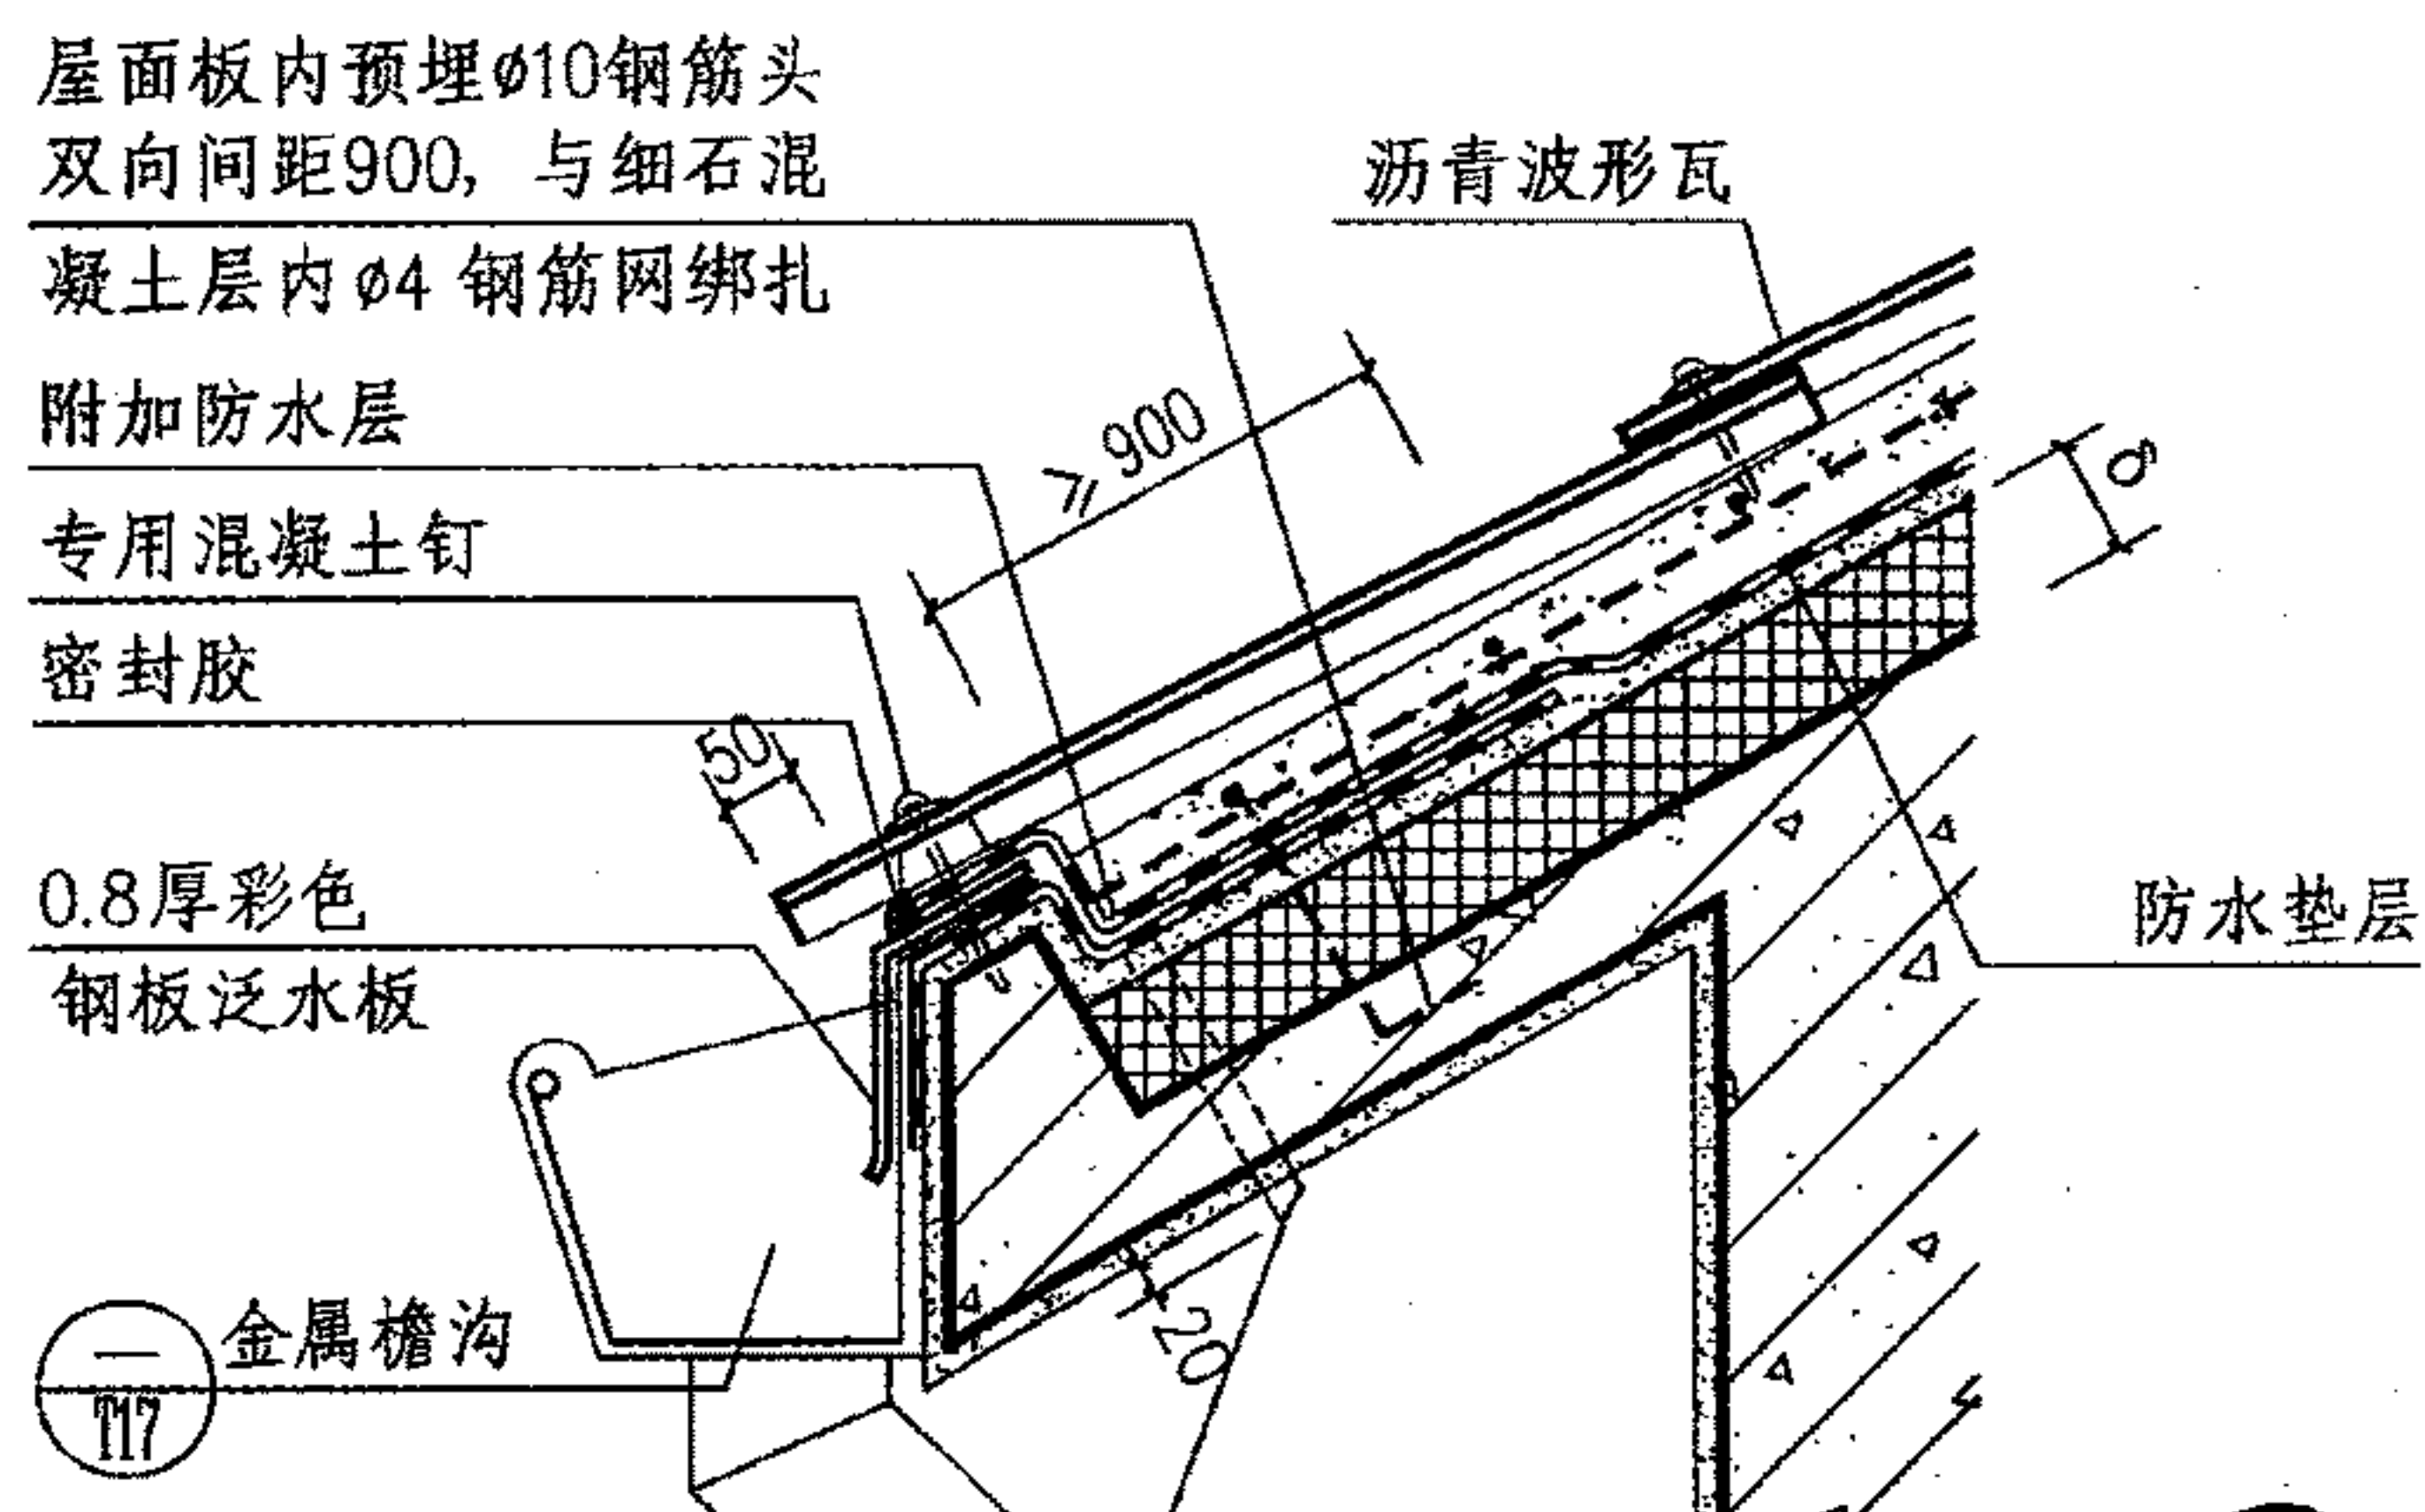 屋面板内预埋ø10钢筋头
双向间距900, 与细石混
凝土层内ø4 钢筋网绑扎
沥青波形瓦
附加防水层
≥900
δ
专用混凝土钉
密封胶
50
0.8厚彩色
钢板泛水板
防水垫层
金属檐沟
—
T17
20